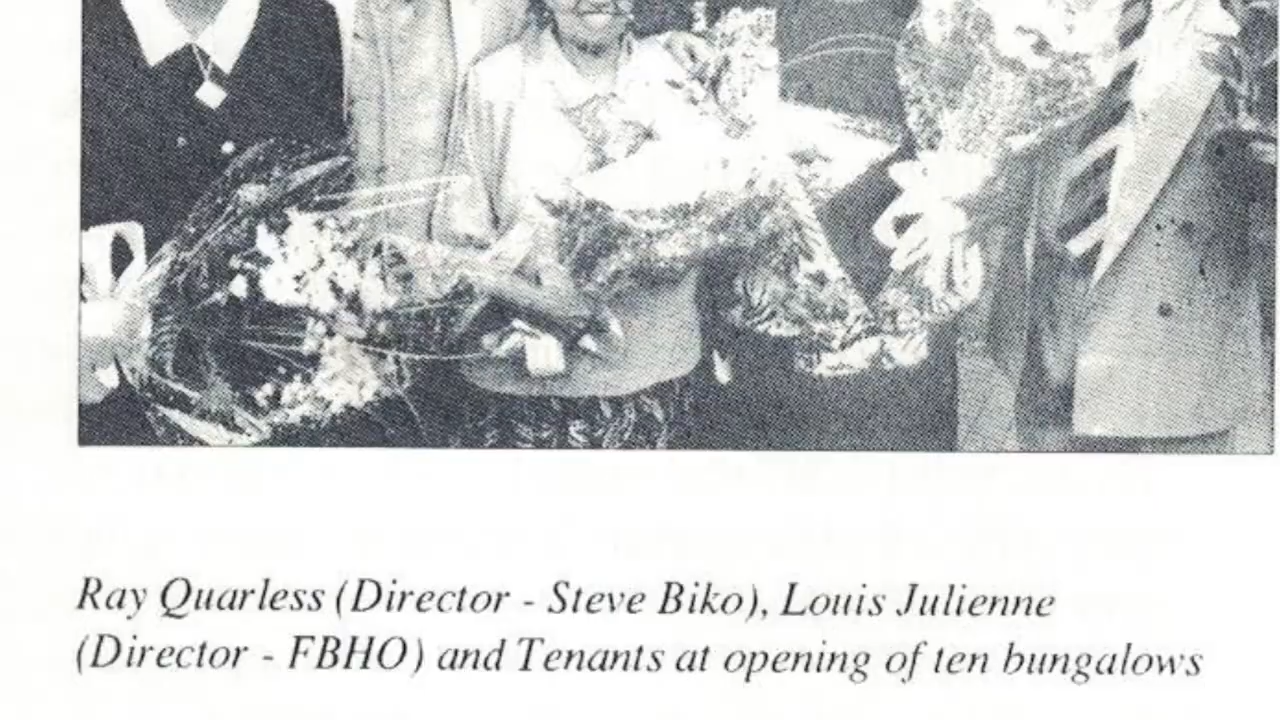 Ray Quarless (Director - Steve Biko), Louis Julienne
(Director - FBHO) and Tenants at opening of ten bungalows